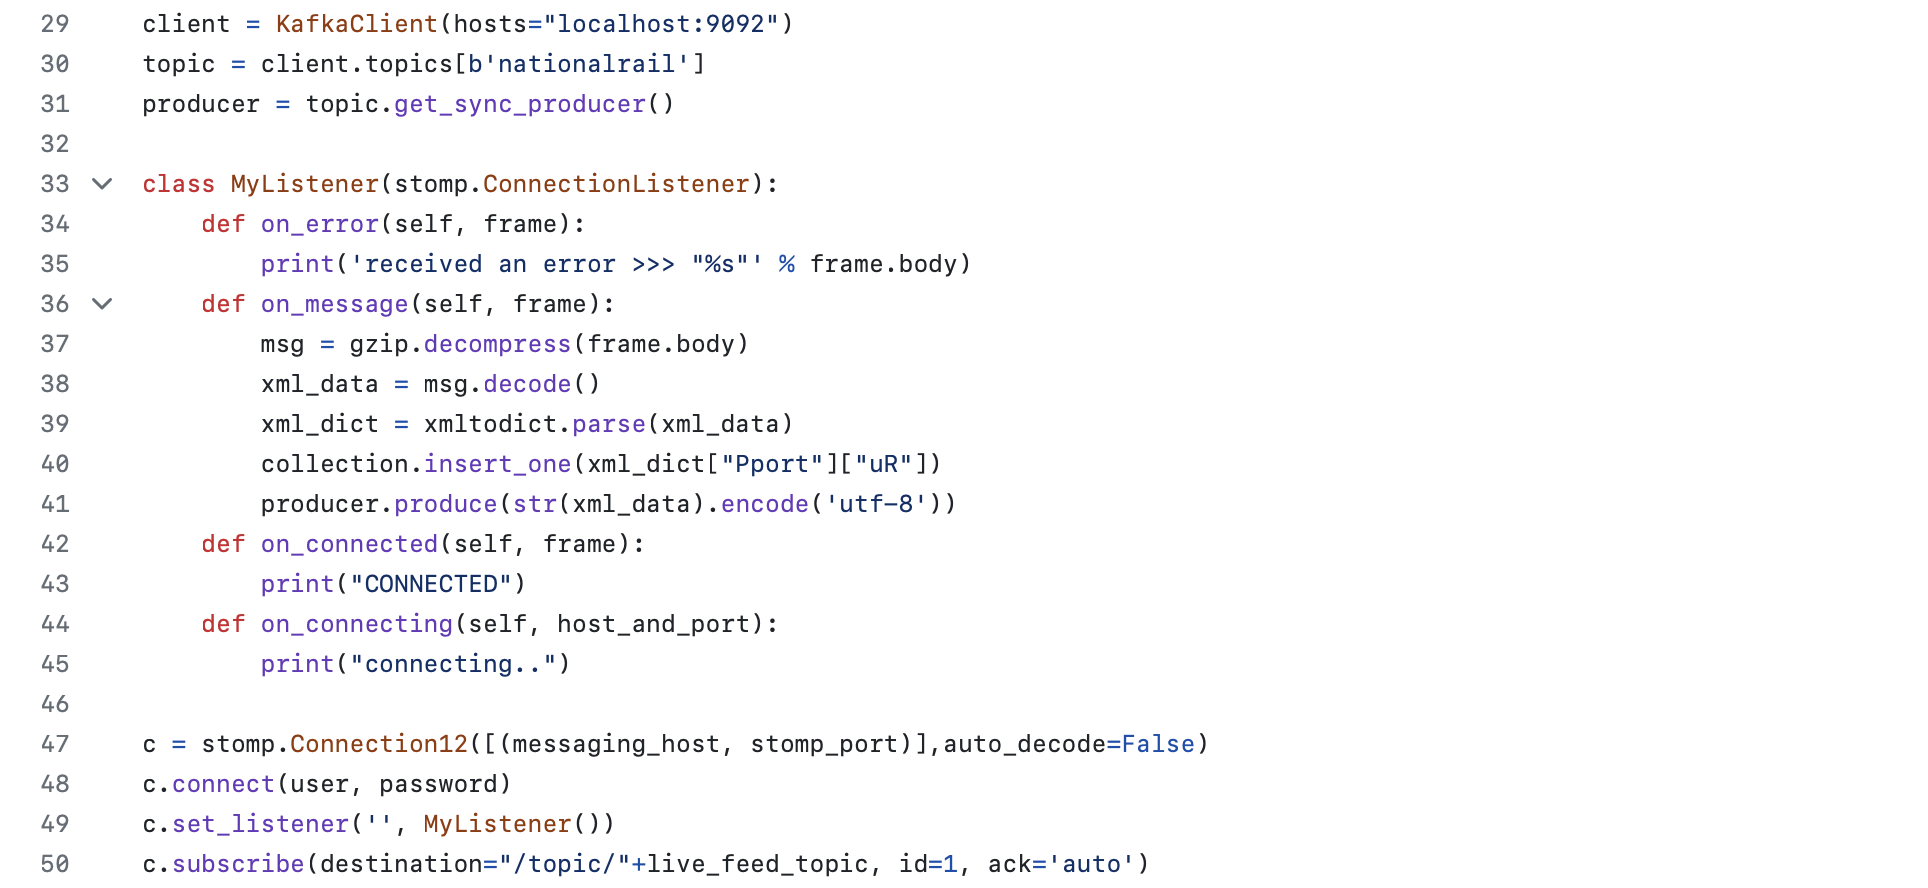 29 client = KafkaClient(hosts="localhost:9092")
30 topic = client.topics[b'nationalrail']
31 producer = topic.get_sync_producer()
32
33 class MyListener(stomp.ConnectionListener):
34     def on_error(self, frame):
35         print('received an error >>> "%s"' % frame.body)
36     def on_message(self, frame):
37         msg = gzip.decompress(frame.body)
38         xml_data = msg.decode()
39         xml_dict = xmltodict.parse(xml_data)
40         collection.insert_one(xml_dict["Pport"]["uR"])
41         producer.produce(str(xml_data).encode('utf-8'))
42     def on_connected(self, frame):
43         print("CONNECTED")
44     def on_connecting(self, host_and_port):
45         print("connecting..")
46
47 c = stomp.Connection12([(messaging_host, stomp_port)],auto_decode=False)
48 c.connect(user, password)
49 c.set_listener('', MyListener())
50 c.subscribe(destination="/topic/"+live_feed_topic, id=1, ack='auto')